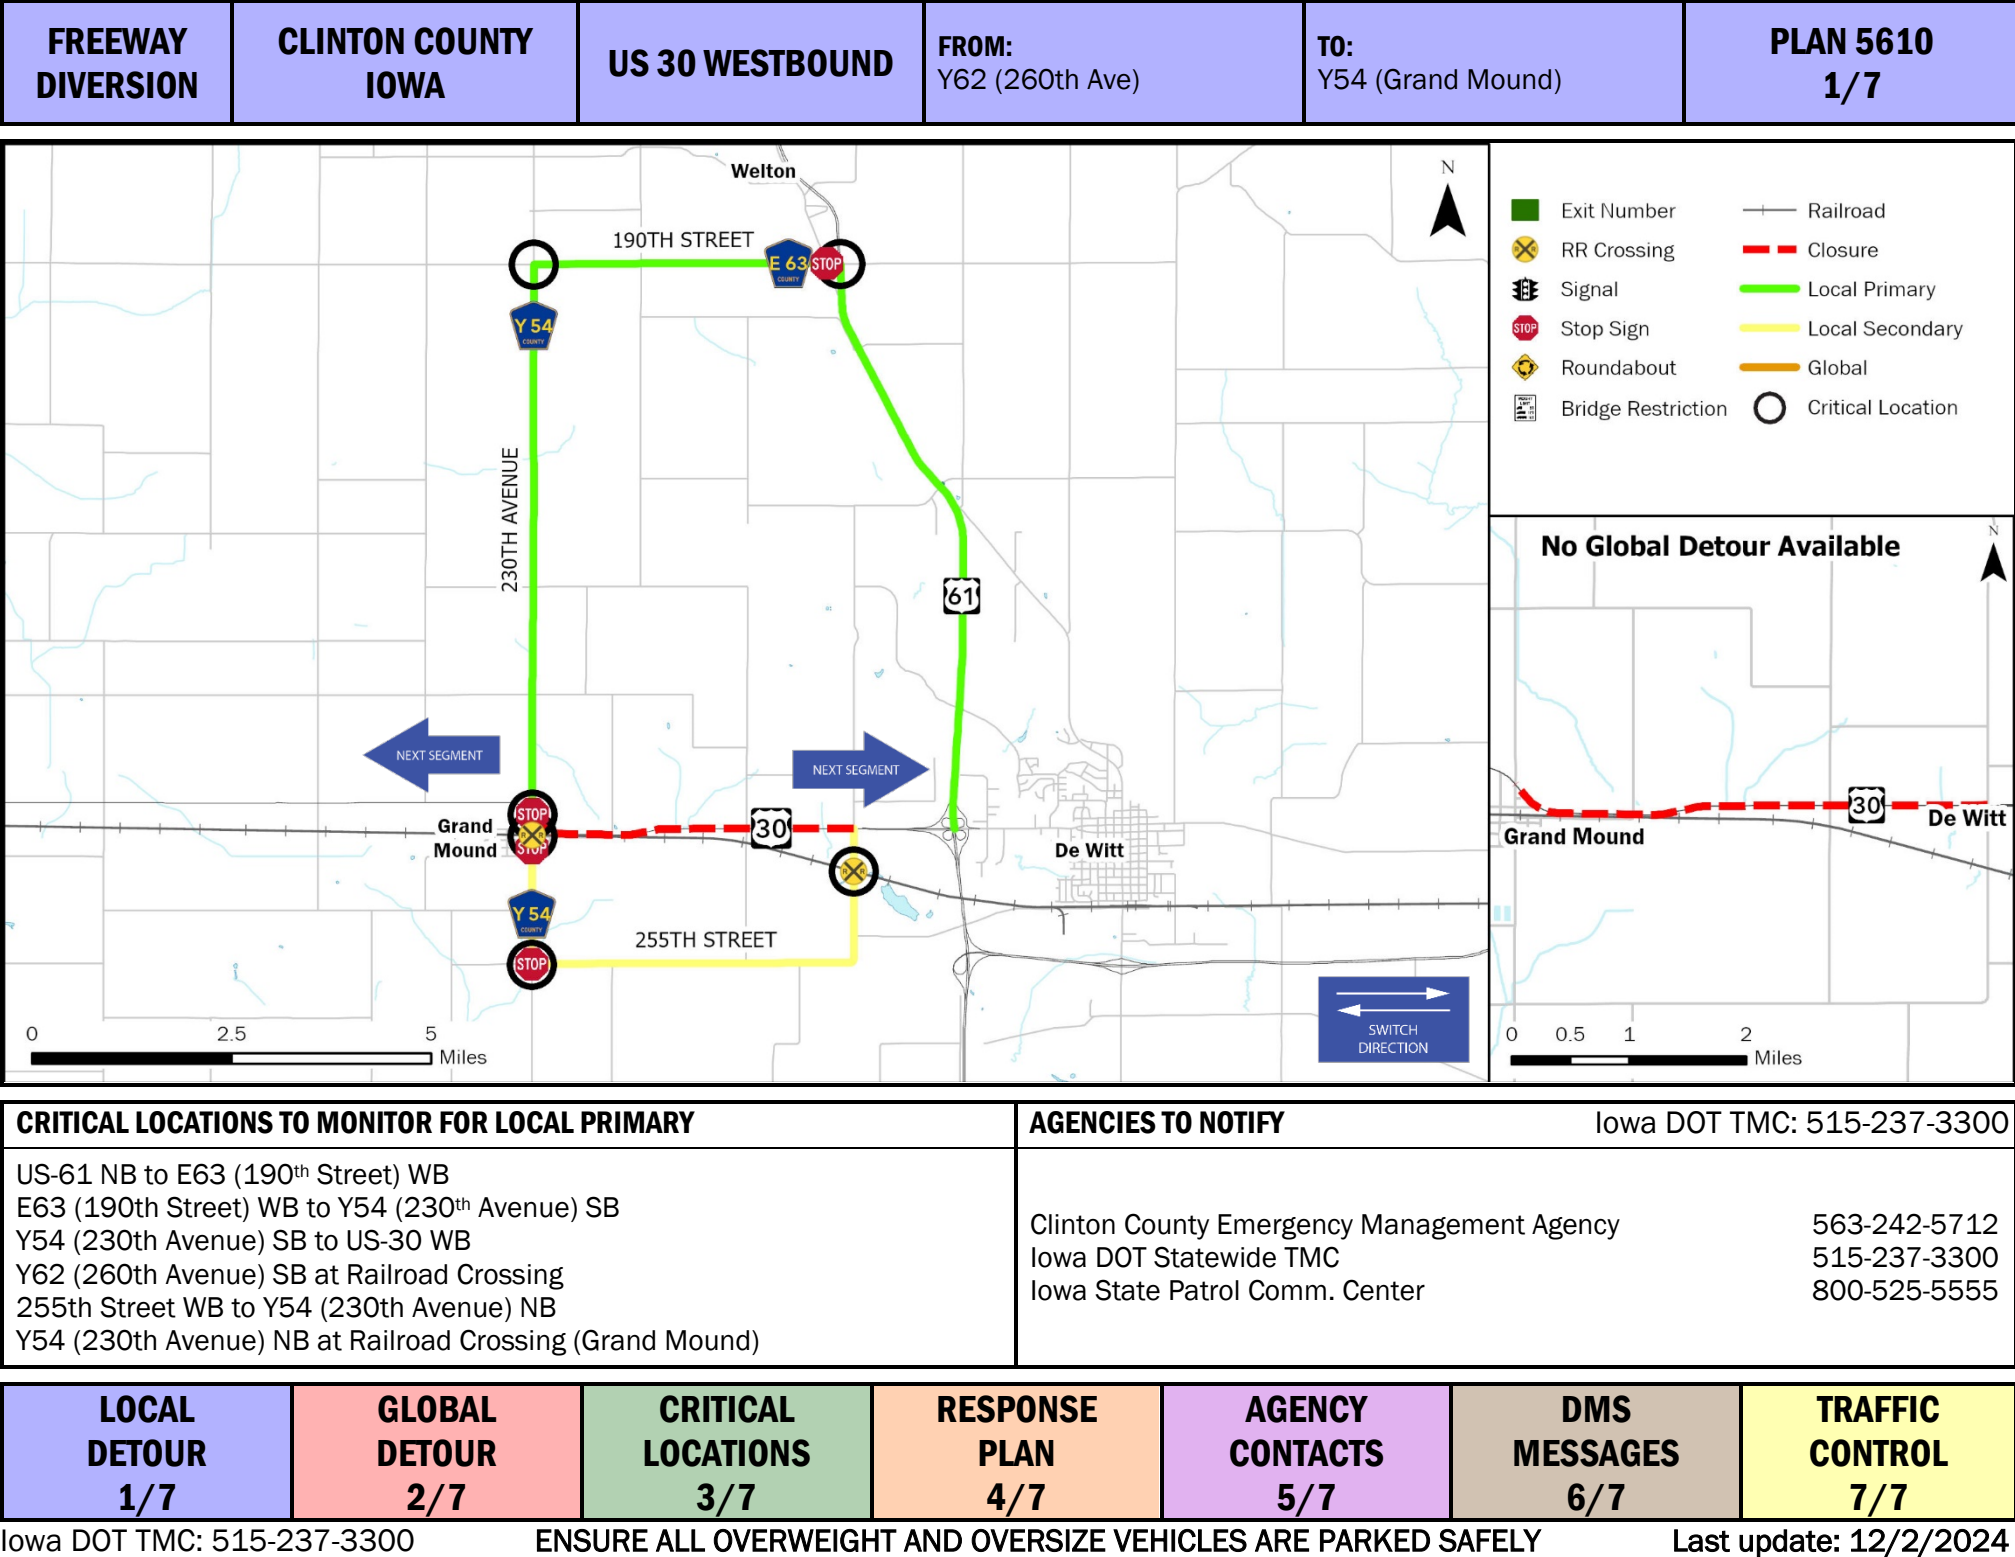 FREEWAY
DIVERSION
CLINTON COUNTY
IOWA
US 30 WESTBOUND
FROM:
Y62 (260th Ave)
TO:
Y54 (Grand Mound)
PLAN 5610
1/7
Welton
N
190TH STREET
E 63
COUNTY
STOP
Y 54
COUNTY
230TH AVENUE
61
NEXT SEGMENT
NEXT SEGMENT
STOP
Grand
Mound
R R
STOP
30
De Witt
R R
Y 54
COUNTY
255TH STREET
STOP
0 2.5 5
Miles
SWITCH
DIRECTION
Exit Number
Railroad
RR Crossing
Closure
Signal
Local Primary
STOP
Stop Sign
Local Secondary
Roundabout
Global
Bridge Restriction
Critical Location
No Global Detour Available
N
30
De Witt
Grand Mound
0 0.5 1 2
Miles
CRITICAL LOCATIONS TO MONITOR FOR LOCAL PRIMARY
US-61 NB to E63 (190th Street) WB
E63 (190th Street) WB to Y54 (230th Avenue) SB
Y54 (230th Avenue) SB to US-30 WB
Y62 (260th Avenue) SB at Railroad Crossing
255th Street WB to Y54 (230th Avenue) NB
Y54 (230th Avenue) NB at Railroad Crossing (Grand Mound)
AGENCIES TO NOTIFY Iowa DOT TMC: 515-237-3300
Clinton County Emergency Management Agency 563-242-5712
Iowa DOT Statewide TMC 515-237-3300
Iowa State Patrol Comm. Center 800-525-5555
LOCAL
DETOUR
1/7
GLOBAL
DETOUR
2/7
CRITICAL
LOCATIONS
3/7
RESPONSE
PLAN
4/7
AGENCY
CONTACTS
5/7
DMS
MESSAGES
6/7
TRAFFIC
CONTROL
7/7
Iowa DOT TMC: 515-237-3300 ENSURE ALL OVERWEIGHT AND OVERSIZE VEHICLES ARE PARKED SAFELY Last update: 12/2/2024